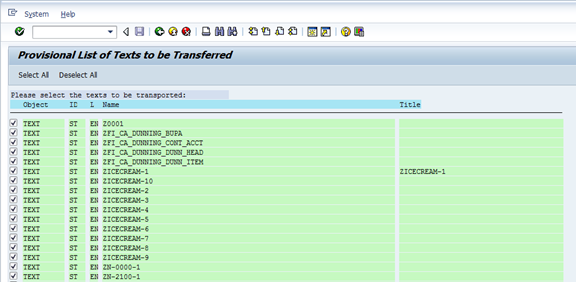 System Help
Provisional List of Texts to be Transferred
Select All Deselect All
Please select the texts to be transported:
Object ID L Name Title
TEXT ST EN Z0001
TEXT ST EN ZFI_CA_DUNNING_BUPA
TEXT ST EN ZFI_CA_DUNNING_CONT_ACCT
TEXT ST EN ZFI_CA_DUNNING_DUNN_HEAD
TEXT ST EN ZFI_CA_DUNNING_DUNN_ITEM
TEXT ST EN ZICECREAM-1 ZICECREAM-1
TEXT ST EN ZICECREAM-10
TEXT ST EN ZICECREAM-2
TEXT ST EN ZICECREAM-3
TEXT ST EN ZICECREAM-4
TEXT ST EN ZICECREAM-5
TEXT ST EN ZICECREAM-6
TEXT ST EN ZICECREAM-7
TEXT ST EN ZICECREAM-8
TEXT ST EN ZICECREAM-9
TEXT ST EN ZN-0000-1
TEXT ST EN ZN-2100-1